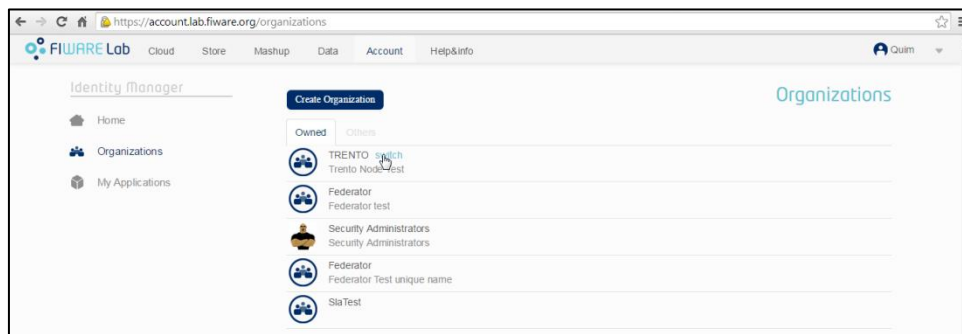 https://account.lab.fiware.org/organizations
FIWARE Lab Cloud Store Mashup Data Account Help&info Quim
Identity Manager
Home
Organizations
My Applications
Create Organization
Organizations
Owned Others
TRENTO switch
Trento Node Test
Federator
Federator test
Security Administrators
Security Administrators
Federator
Federator Test unique name
SlaTest